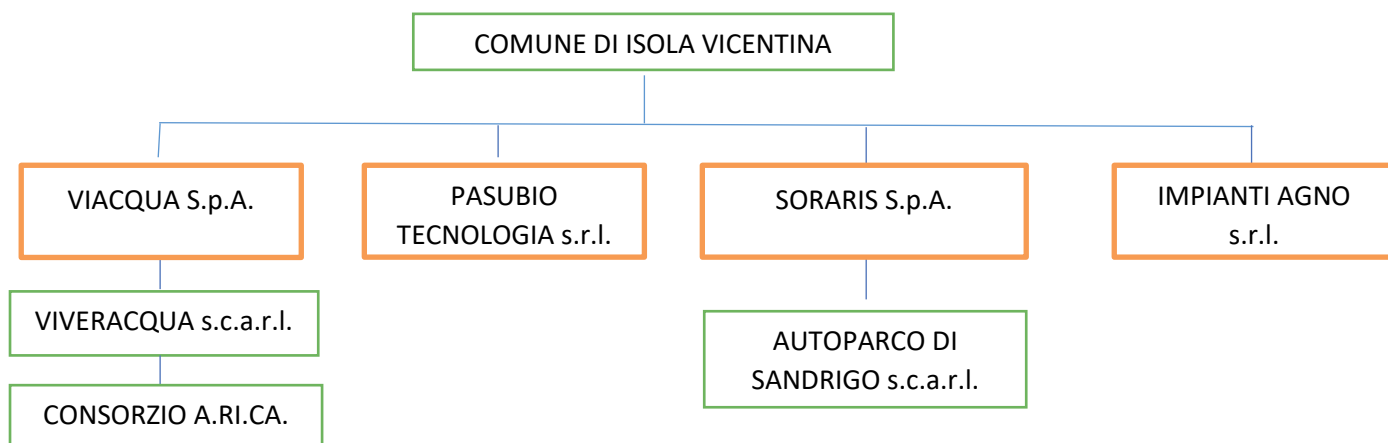 COMUNE DI ISOLA VICENTINA
VIACQUA S.p.A.
PASUBIO
TECNOLOGIA s.r.l.
SORARIS S.p.A.
IMPIANTI AGNO
s.r.l.
VIVERACQUA s.c.a.r.l.
AUTOPARCO DI
SANDRIGO s.c.a.r.l.
CONSORZIO A.RI.CA.